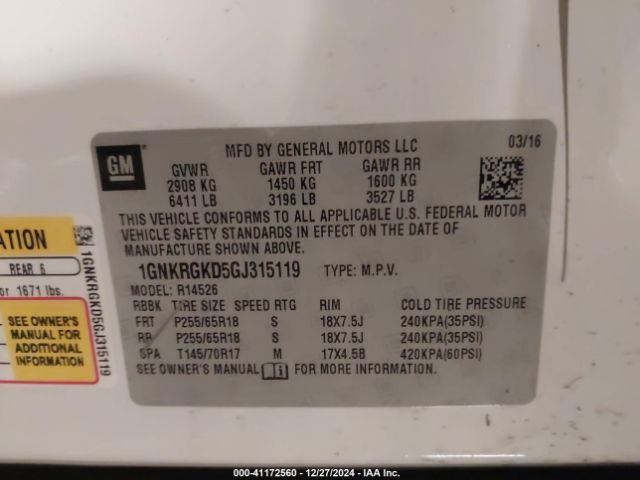 GM
MFD BY GENERAL MOTORS LLC
03/16
GVWR GAWR FRT GAWR RR
2908 KG 1450 KG 1600 KG
6411 LB 3196 LB 3527 LB
THIS VEHICLE CONFORMS TO ALL APPLICABLE U.S. FEDERAL MOTOR
VEHICLE SAFETY STANDARDS IN EFFECT ON THE DATE OF
MANUFACTURE SHOWN ABOVE.
1GNKRGKD5GJ315119 TYPE: M.P.V.
MODEL: R14526
RBBK TIRE SIZE SPEED RTG RIM COLD TIRE PRESSURE
FRT P255/65R18 S 18X7.5J 240KPA(35PSI)
RR P255/65R18 S 18X7.5J 240KPA(35PSI)
SPA T145/70R17 M 17X4.5B 420KPA(60PSI)
SEE OWNER'S MANUAL FOR MORE INFORMATION.
ATION
REAR 6
or 1671 lbs.
SEE OWNER'S
MANUAL FOR
ADDITIONAL
INFORMATION
1GNKRGKD5GJ315119
000-41172560 - 12/27/2024 - IAA Inc.